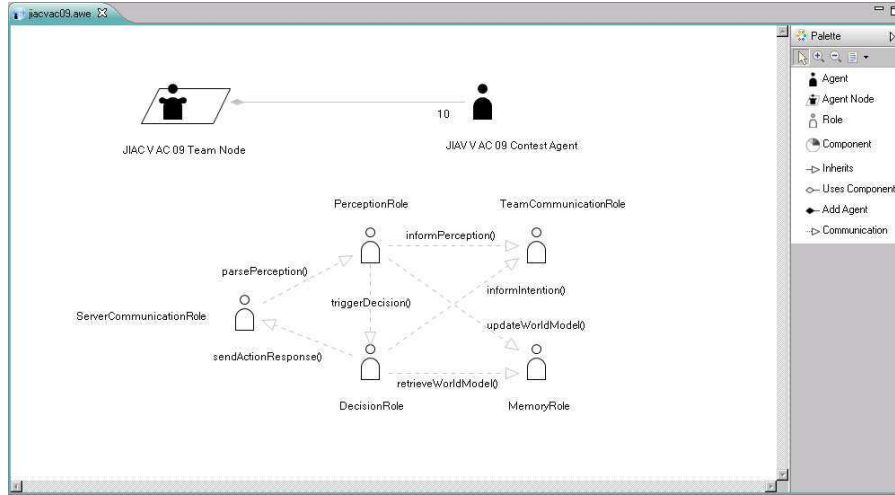 jiacvac09.awe
Palette
Agent
Agent Node
Role
Component
Inherits
Uses Component
Add Agent
Communication
10
JIAC V AC 09 Team Node
JIAV V AC 09 Contest Agent
PerceptionRole
TeamCommunicationRole
informPerception()
parsePerception()
informIntention()
triggerDecision()
ServerCommunicationRole
updateWorldModel()
sendActionResponse()
retrieveWorldModel()
DecisionRole
MemoryRole